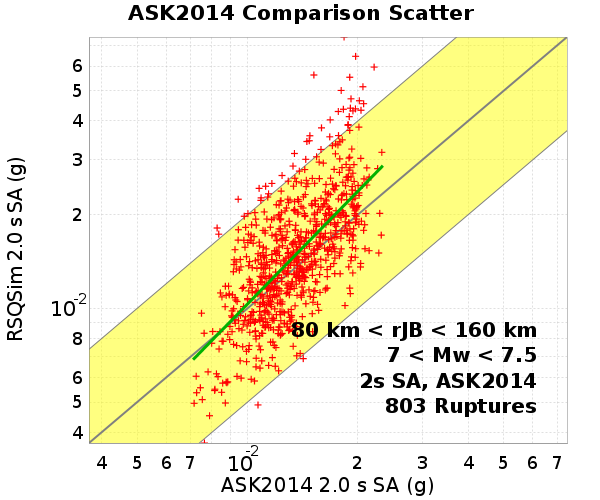 ASK2014 Comparison Scatter
RSQSim 2.0 s SA (g)
6
5
4
3
2
10-2
8
6
5
4
80 km < rJB < 160 km
7 < Mw < 7.5
2s SA, ASK2014
803 Ruptures
4 5 6 7 10-2 2 3 4 5 6 7
ASK2014 2.0 s SA (g)